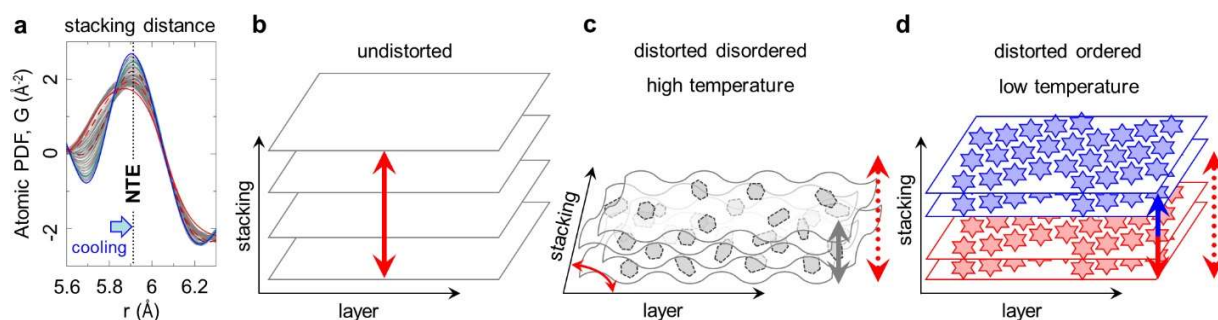 a
stacking distance
Atomic PDF, G (Å⁻²)
2
0
-2
NTE
cooling
5.6 5.8 6 6.2
r (Å)
b
undistorted
stacking
layer
c
distorted disordered
high temperature
stacking
layer
d
distorted ordered
low temperature
stacking
layer